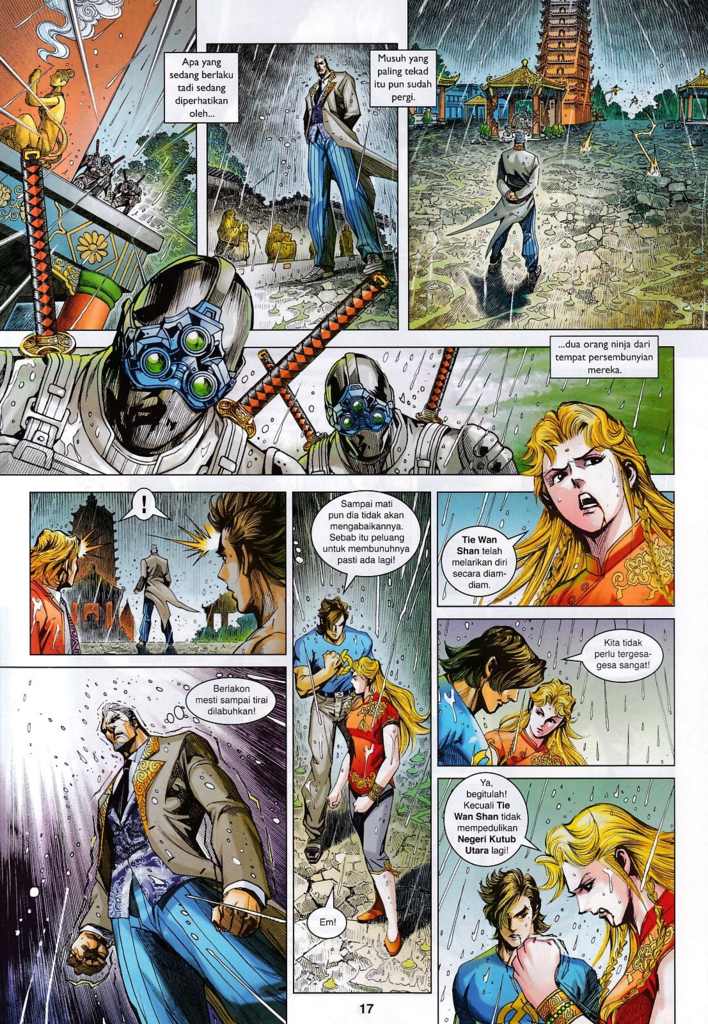 Apa yang
sedang berlaku
tadi sedang
diperhatikan
oleh...
Musuh yang
paling tekad
itu pun sudah
pergi.
...dua orang ninja dari
tempat persembunyian
mereka.
!
Berlakon
mesti sampai tirai
dilabuhkan!
Sampai mati
pun dia tidak akan
mengabaikannya.
Sebab itu peluang
untuk membunuhnya
pasti ada lagi!
Em!
Tie Wan
Shan telah
melarikan diri
secara diam-
diam.
Kita tidak
perlu tergesa-
gesa sangat!
Ya,
begitulah!
Kecuali Tie
Wan Shan tidak
mempedulikan
Negeri Kutub
Utara lagi!
17